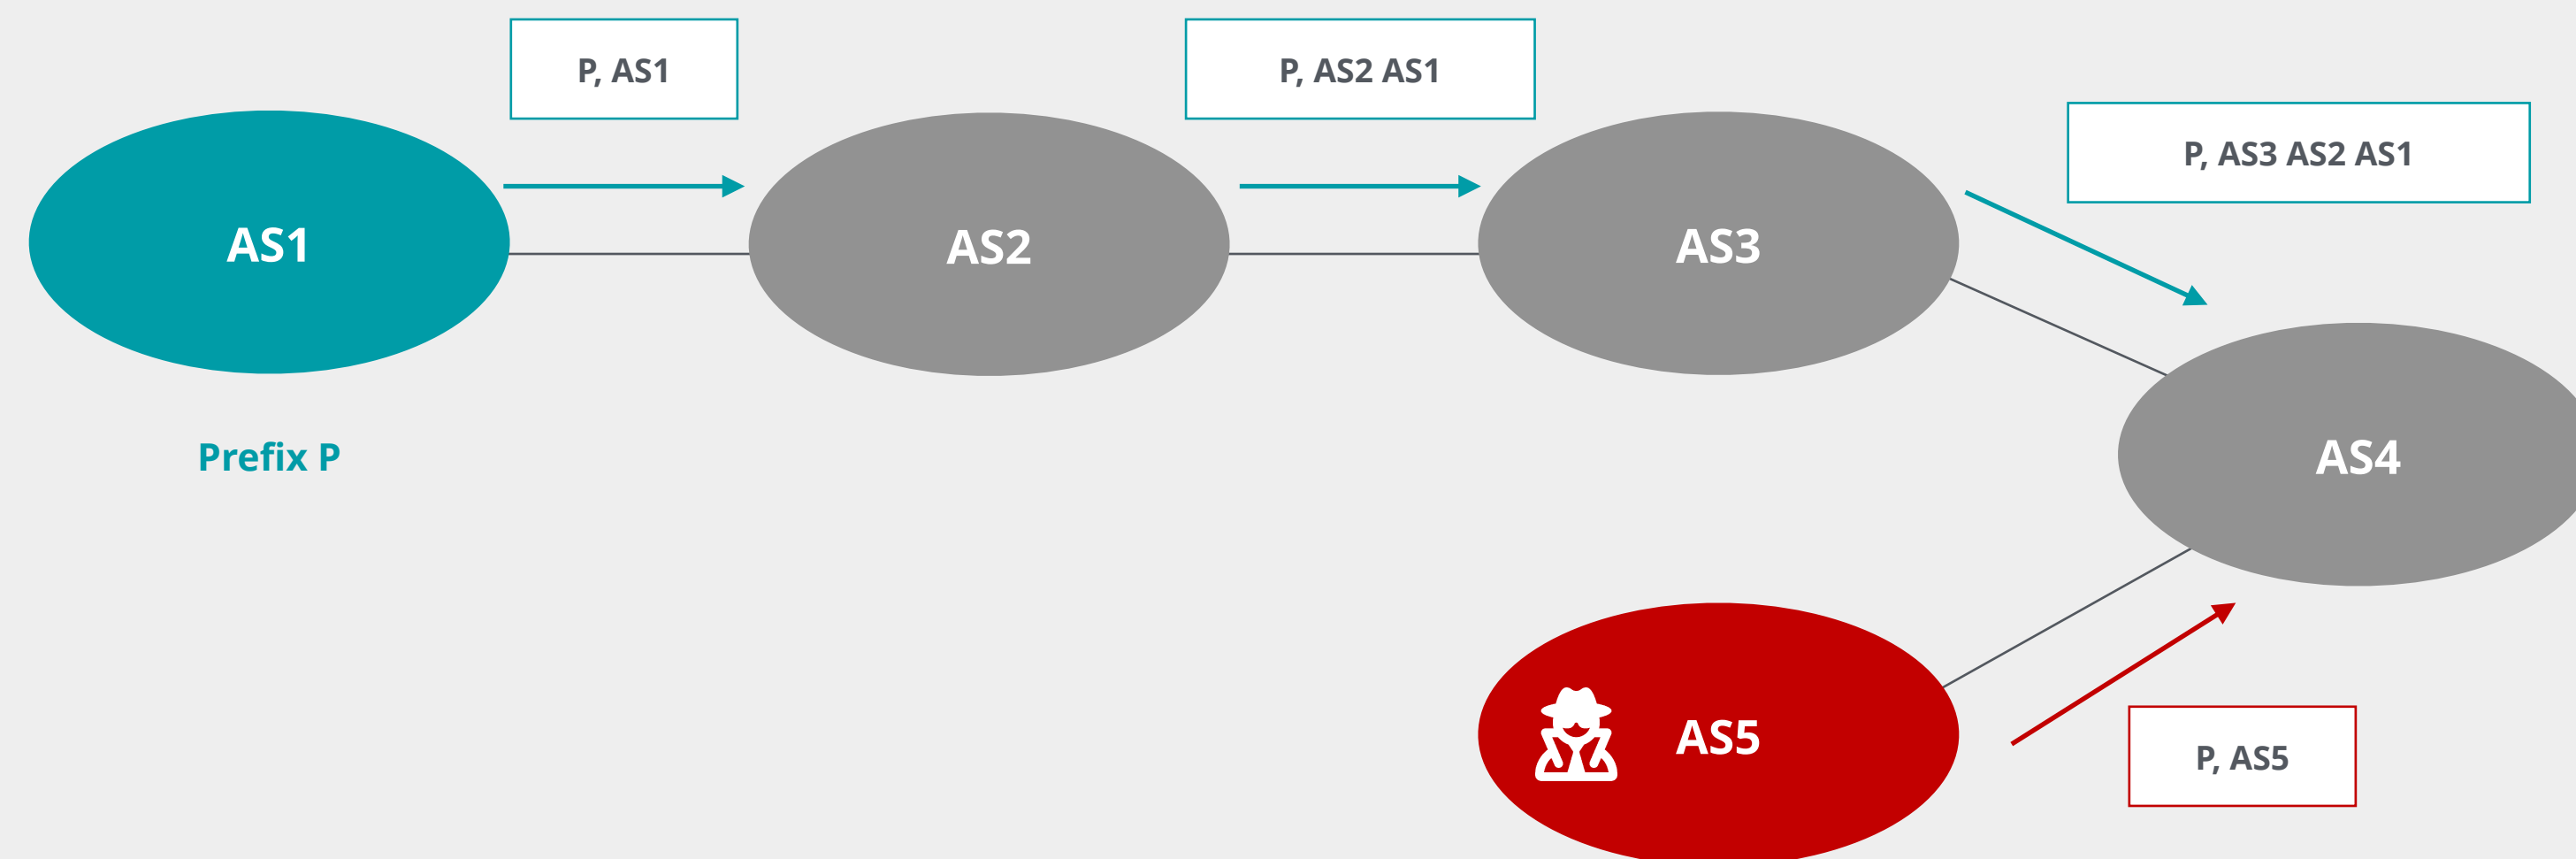 P, AS1
P, AS2 AS1
P, AS3 AS2 AS1
AS1
AS2
AS3
Prefix P
AS4
AS5
P, AS5